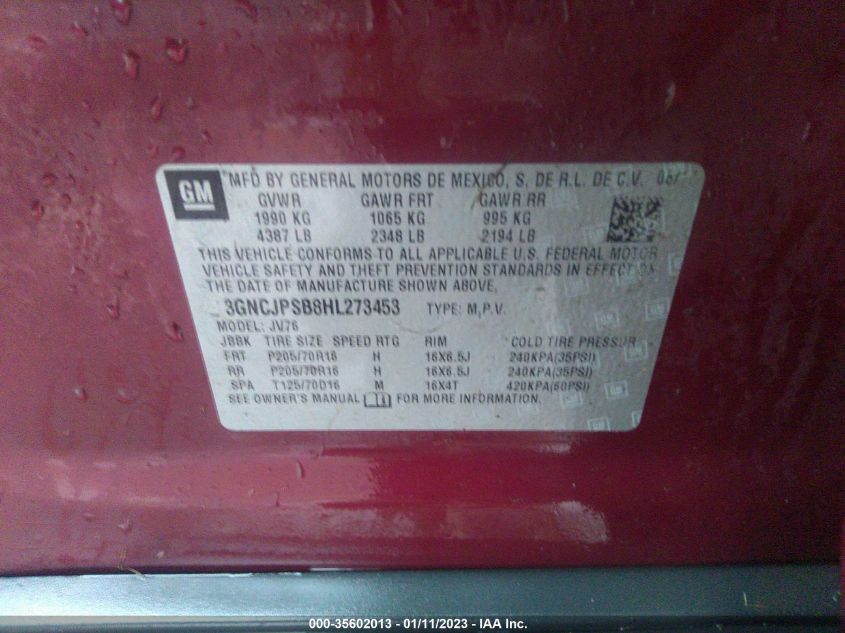 GM MFD BY GENERAL MOTORS DE MEXICO, S. DE R.L. DE C.V.
GVWR GAWR FRT GAWR RR
1990 KG 1065 KG 995 KG
4387 LB 2348 LB 2194 LB
THIS VEHICLE CONFORMS TO ALL APPLICABLE U.S. FEDERAL MOTOR
VEHICLE SAFETY AND THEFT PREVENTION STANDARDS IN EFFECT ON
THE DATE OF MANUFACTURE SHOWN ABOVE.
3GNCJPSB8HL273453 TYPE: M.P.V.
MODEL: JV76
JBBK TIRE SIZE SPEED RTG RIM COLD TIRE PRESSUR
FRT P205/70R16 H 16X6.5J 240KPA(35PSI)
RR P205/70R16 H 16X6.5J 240KPA(35PSI)
SPA T125/70D16 M 16X4T 420KPA(60PSI)
SEE OWNER'S MANUAL FOR MORE INFORMATION.
000-35602013 - 01/11/2023 - IAA Inc.